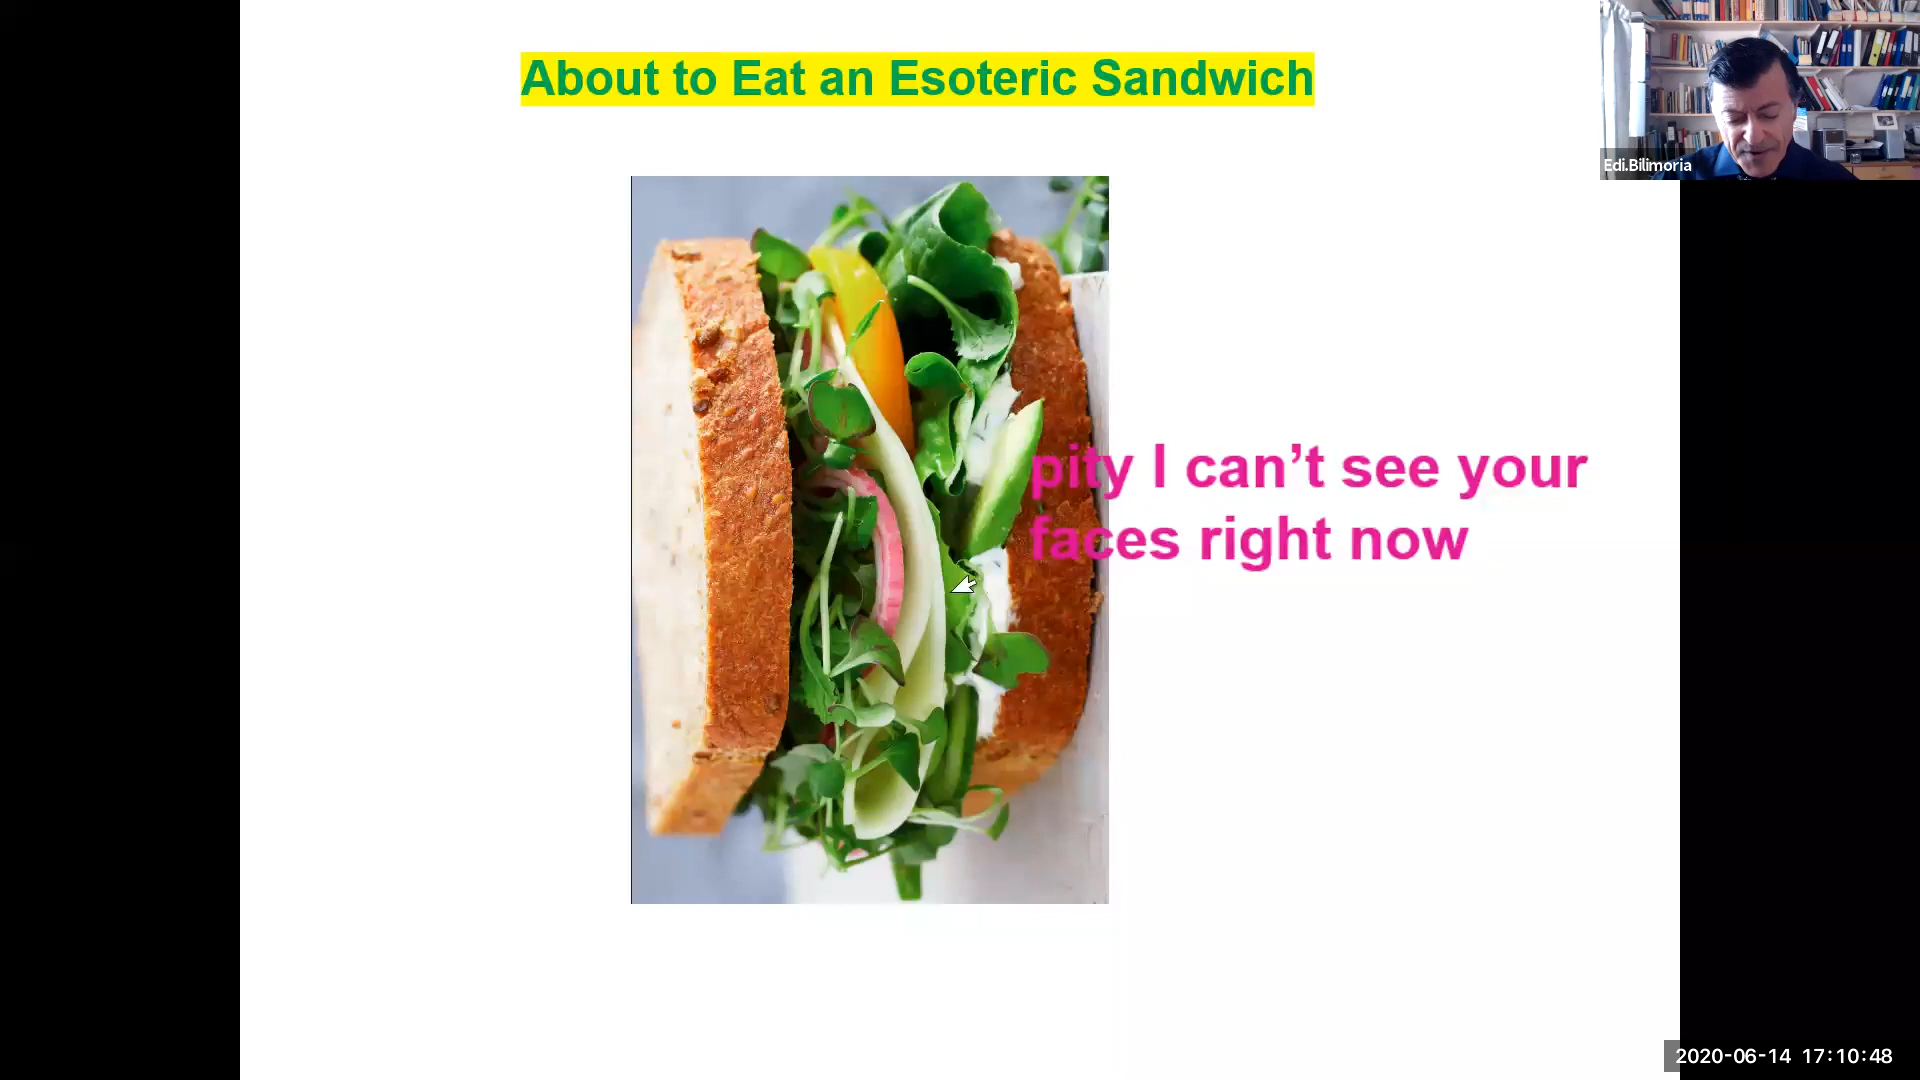 About to Eat an Esoteric Sandwich
Edi.Bilimoria
pity I can’t see your
faces right now
2020-06-14 17:10:48